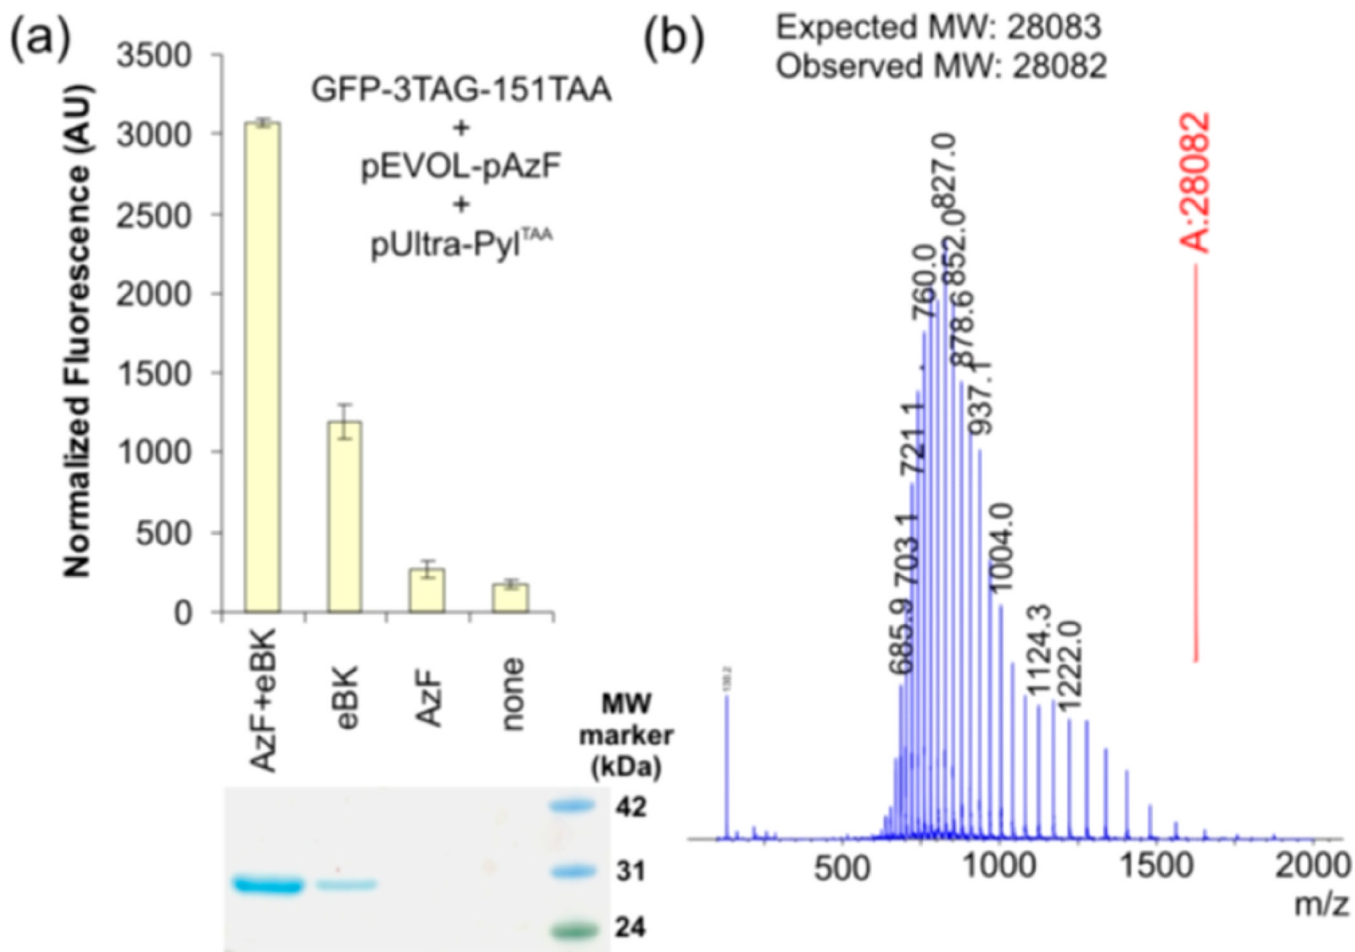 (a)
3500
3000
2500
2000
1500
1000
500
0
Normalized Fluorescence (AU)
GFP-3TAG-151TAA
+
pEVOL-pAzF
+
pUltra-PylTAA
AzF+eBK
eBK
AzF
none
MW
marker
(kDa)
42
31
24
(b)
Expected MW: 28083
Observed MW: 28082
685.9
703.1
721.1
760.0
827.0
852.0
878.6
937.1
1004.0
1124.3
1222.0
A:28082
500
1000
1500
2000
m/z